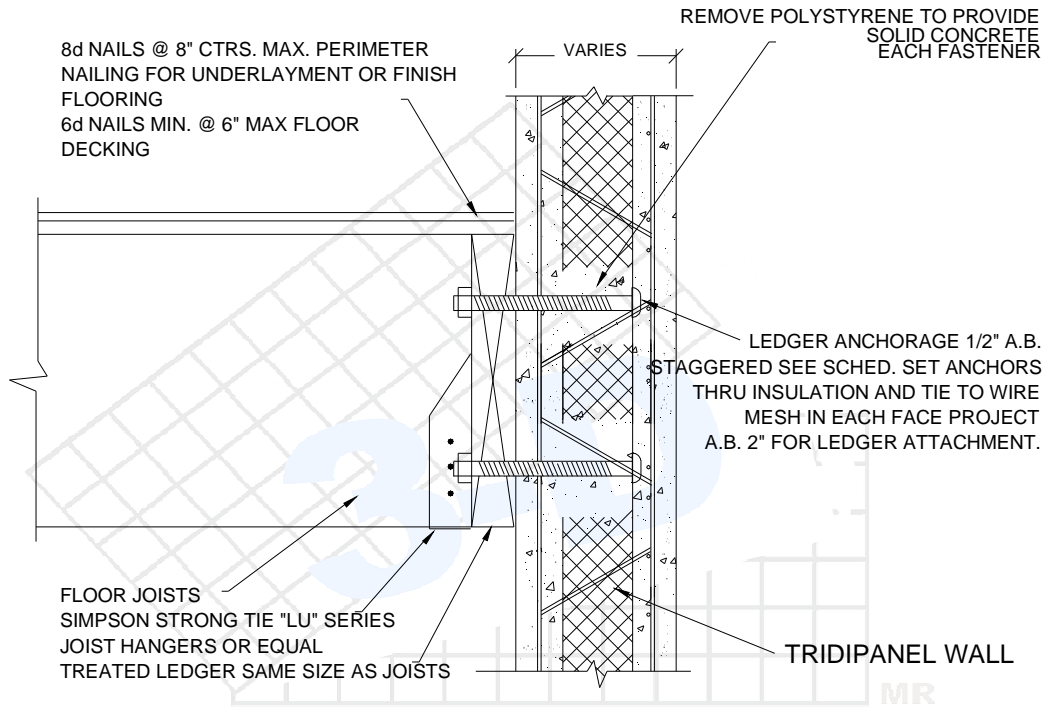 REMOVE POLYSTYRENE TO PROVIDE
SOLID CONCRETE
EACH FASTENER
VARIES
8d NAILS @ 8" CTRS. MAX. PERIMETER
NAILING FOR UNDERLAYMENT OR FINISH
FLOORING
6d NAILS MIN. @ 6" MAX FLOOR
DECKING
LEDGER ANCHORAGE 1/2" A.B.
STAGGERED SEE SCHED. SET ANCHORS
THRU INSULATION AND TIE TO WIRE
MESH IN EACH FACE PROJECT
A.B. 2" FOR LEDGER ATTACHMENT.
3-D
FLOOR JOISTS
SIMPSON STRONG TIE "LU" SERIES
JOIST HANGERS OR EQUAL
TREATED LEDGER SAME SIZE AS JOISTS
TRIDIPANEL WALL
MR